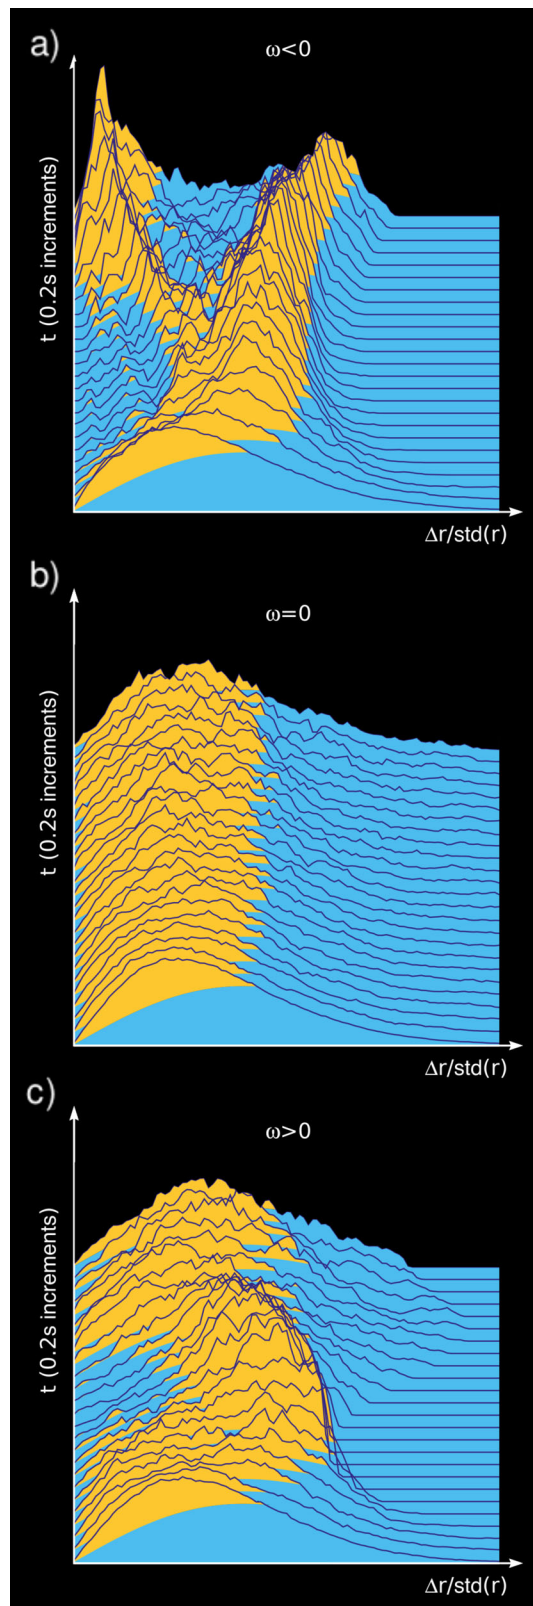 a)
ω<0
t (0.2s increments)
Δr/std(r)
b)
ω=0
t (0.2s increments)
Δr/std(r)
c)
ω>0
t (0.2s increments)
Δr/std(r)